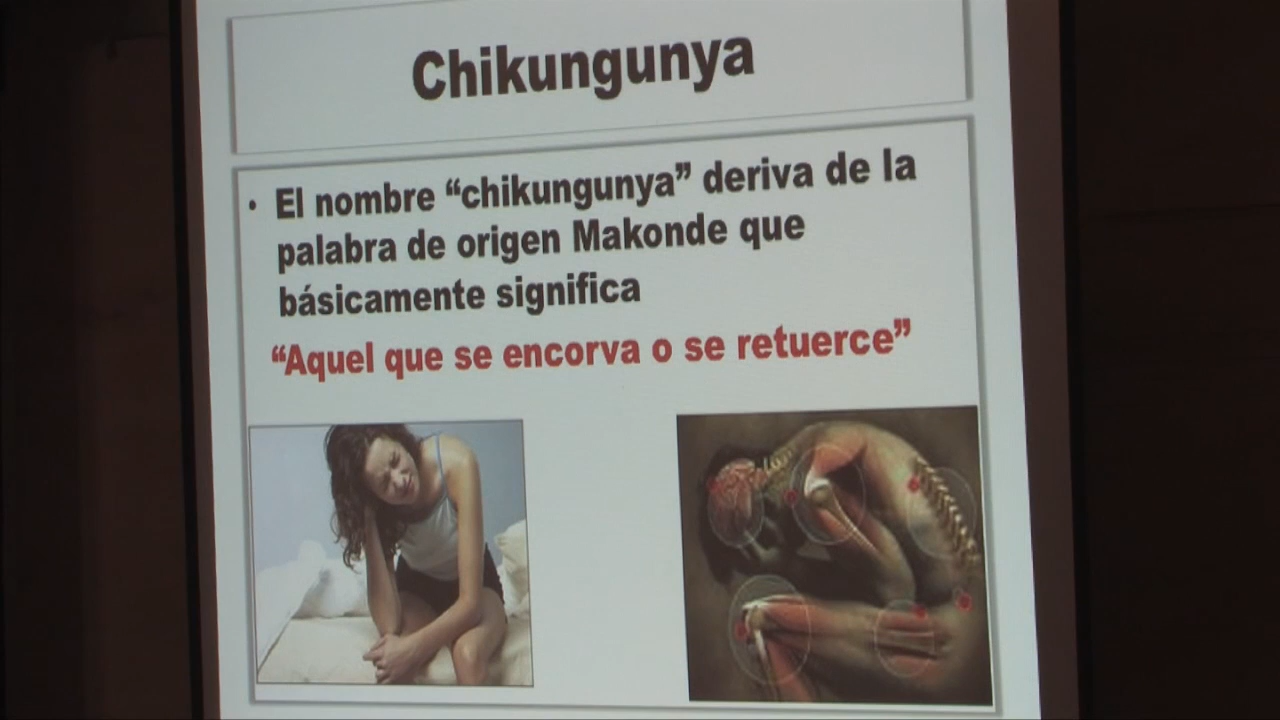 Chikungunya
• El nombre “chikungunya” deriva de la
palabra de origen Makonde que
básicamente significa
“Aquel que se encorva o se retuerce”